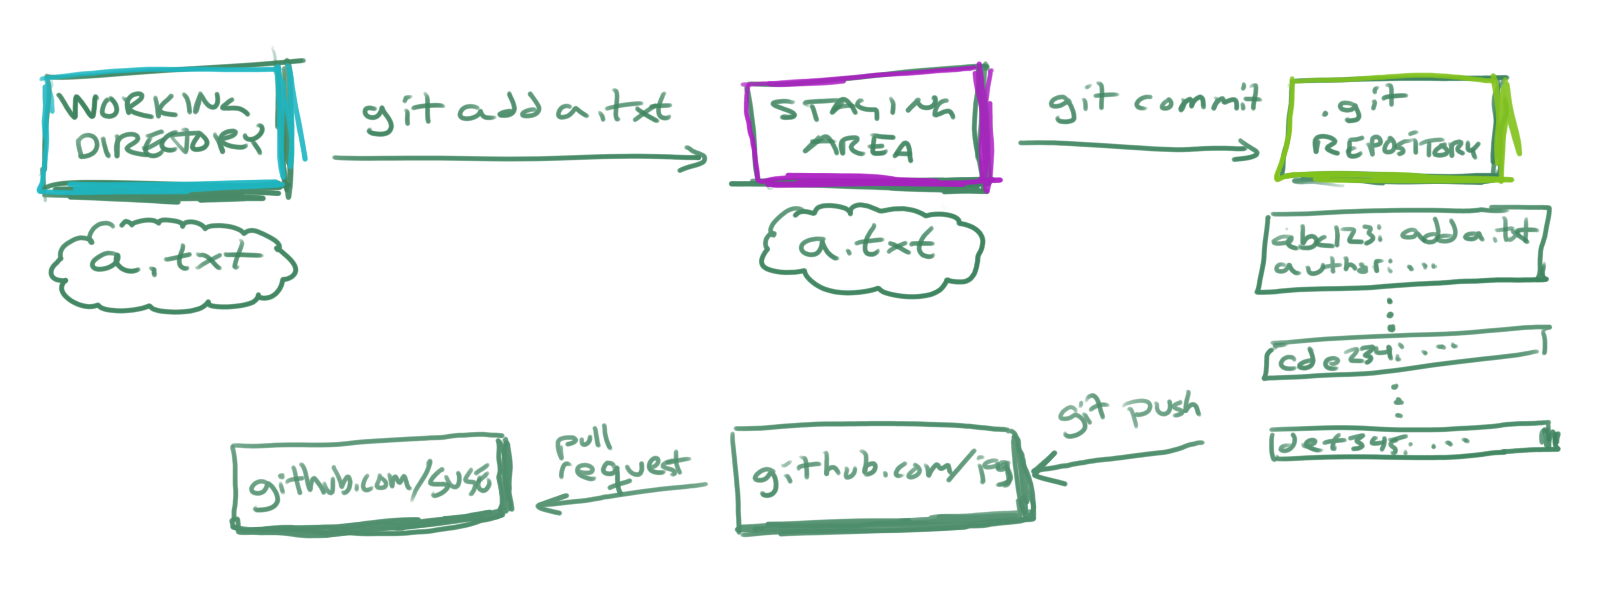 WORKING
DIRECTORY
git add a.txt
STAGING
AREA
git commit
.git
REPOSITORY
a.txt
a.txt
abc123: add a.txt
author: ...
cde234: ...
def345: ...
git push
github.com/jgg
pull
request
github.com/SUSE